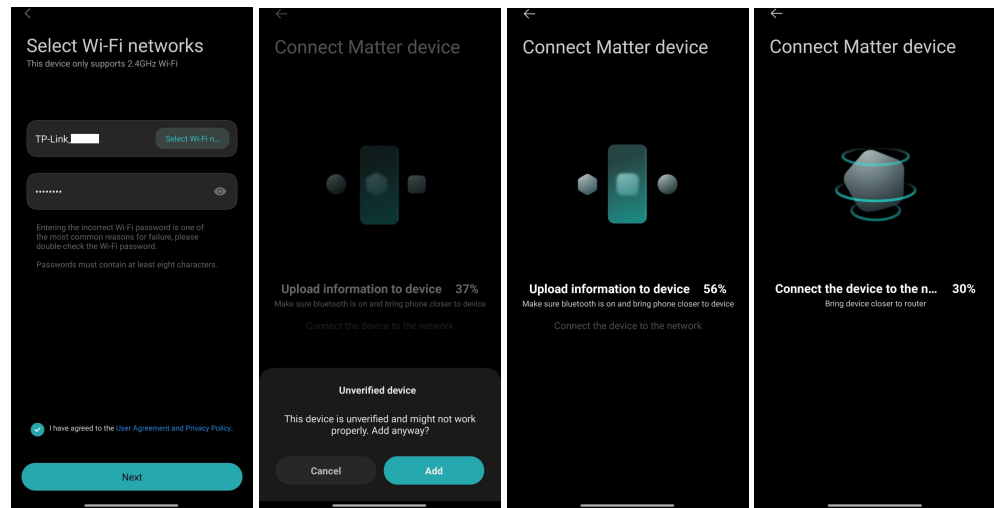 Select Wi-Fi networks
This device only supports 2.4GHz Wi-Fi
TP-Link_
Select Wi-Fi n...
••••••••
Entering the incorrect Wi-Fi password is one of
the most common reasons for failure, please
double-check the Wi-Fi password.
Passwords must contain at least eight characters.
I have agreed to the User Agreement and Privacy Policy.
Next
Connect Matter device
Upload information to device 37%
Make sure bluetooth is on and bring phone closer to device
Connect the device to the network
Unverified device
This device is unverified and might not work
properly. Add anyway?
Cancel
Add
Connect Matter device
Upload information to device 56%
Make sure bluetooth is on and bring phone closer to device
Connect the device to the network
Connect Matter device
Connect the device to the n... 30%
Bring device closer to router